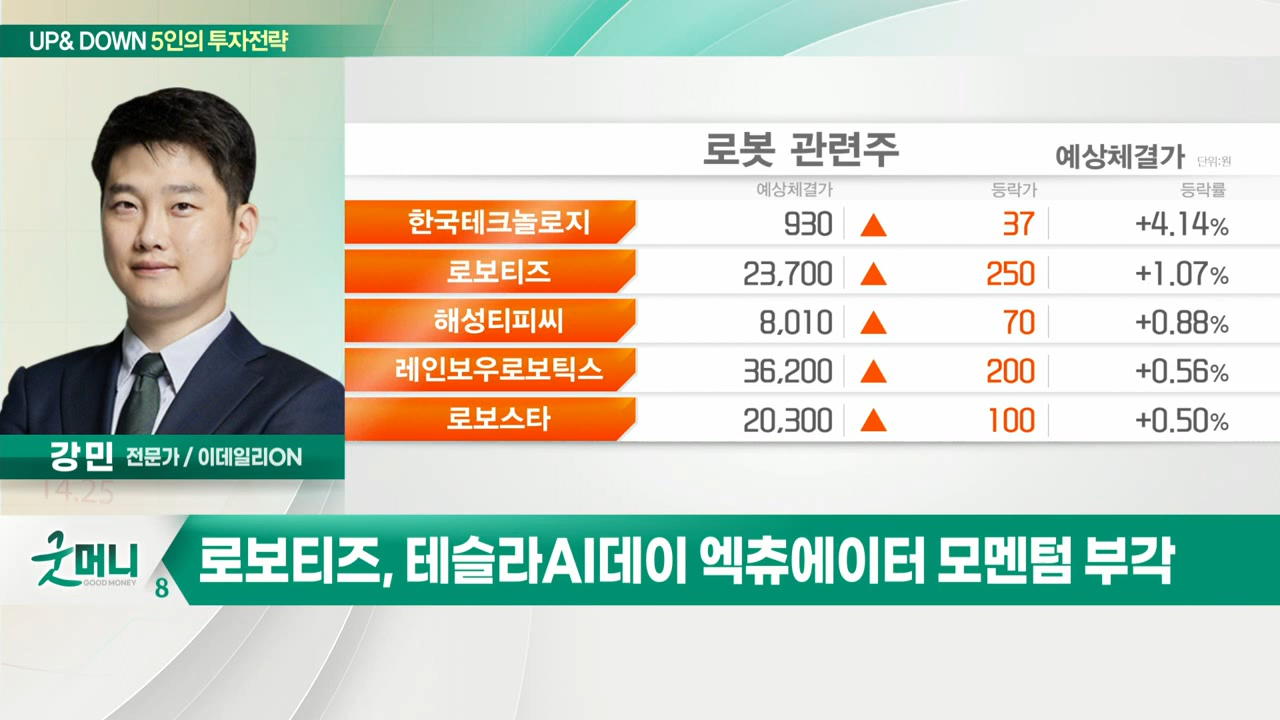 UP& DOWN 5인의 투자전략
로봇 관련주 예상체결가 단위:원
예상체결가 등락가 등락률
한국테크놀로지 930 ▲ 37 +4.14%
로보티즈 23,700 ▲ 250 +1.07%
해성티피씨 8,010 ▲ 70 +0.88%
레인보우로보틱스 36,200 ▲ 200 +0.56%
로보스타 20,300 ▲ 100 +0.50%
강민 전문가 / 이데일리ON
14.25
굿머니
GOOD MONEY
8
로보티즈, 테슬라AI데이 엑츄에이터 모멘텀 부각